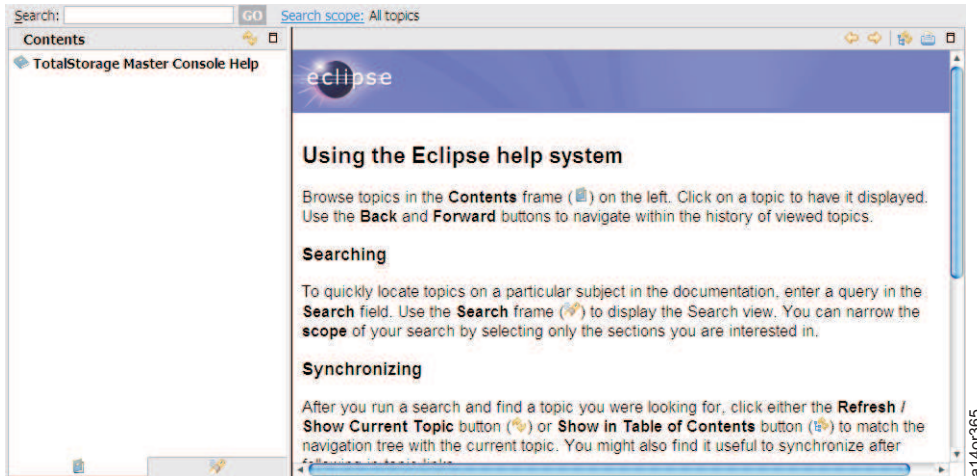 Search: GO Search scope: All topics
Contents
TotalStorage Master Console Help
eclipse
Using the Eclipse help system
Browse topics in the Contents frame ( ) on the left. Click on a topic to have it displayed.
Use the Back and Forward buttons to navigate within the history of viewed topics.
Searching
To quickly locate topics on a particular subject in the documentation, enter a query in the
Search field. Use the Search frame ( ) to display the Search view. You can narrow the
scope of your search by selecting only the sections you are interested in.
Synchronizing
After you run a search and find a topic you were looking for, click either the Refresh /
Show Current Topic button ( ) or Show in Table of Contents button ( ) to match the
navigation tree with the current topic. You might also find it useful to synchronize after
following in-topic links.